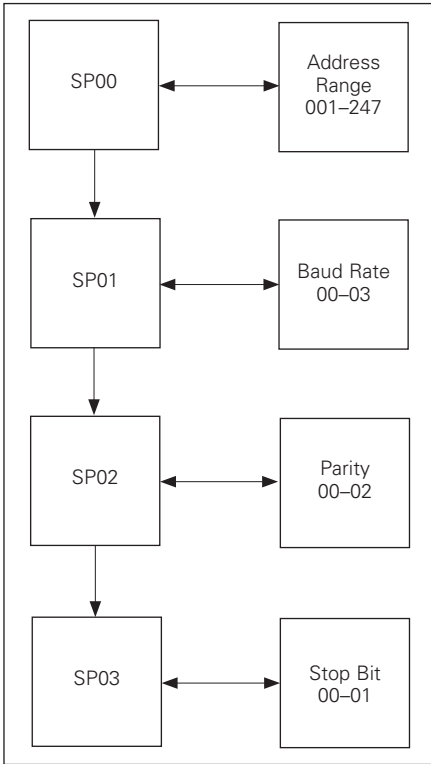 SP00
Address
Range
001–247
SP01
Baud Rate
00–03
SP02
Parity
00–02
SP03
Stop Bit
00–01